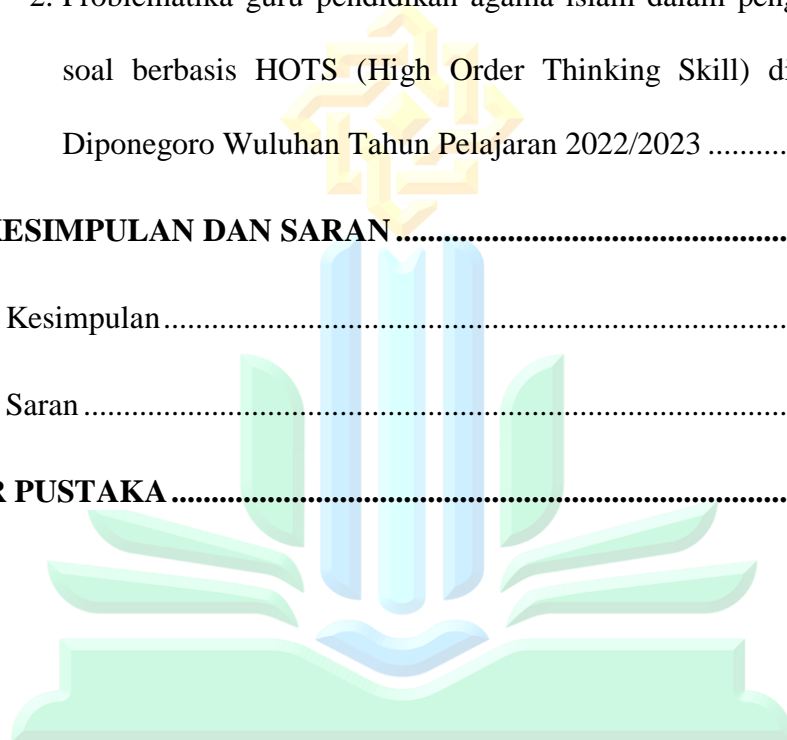 2. Problematika guru pendidikan agama islam dalam peng
soal berbasis HOTS (High Order Thinking Skill) di
Diponegoro Wuluhan Tahun Pelajaran 2022/2023 ..........
KESIMPULAN DAN SARAN ..................................................
Kesimpulan ...............................................................................
Saran .........................................................................................
R PUSTAKA ..............................................................................